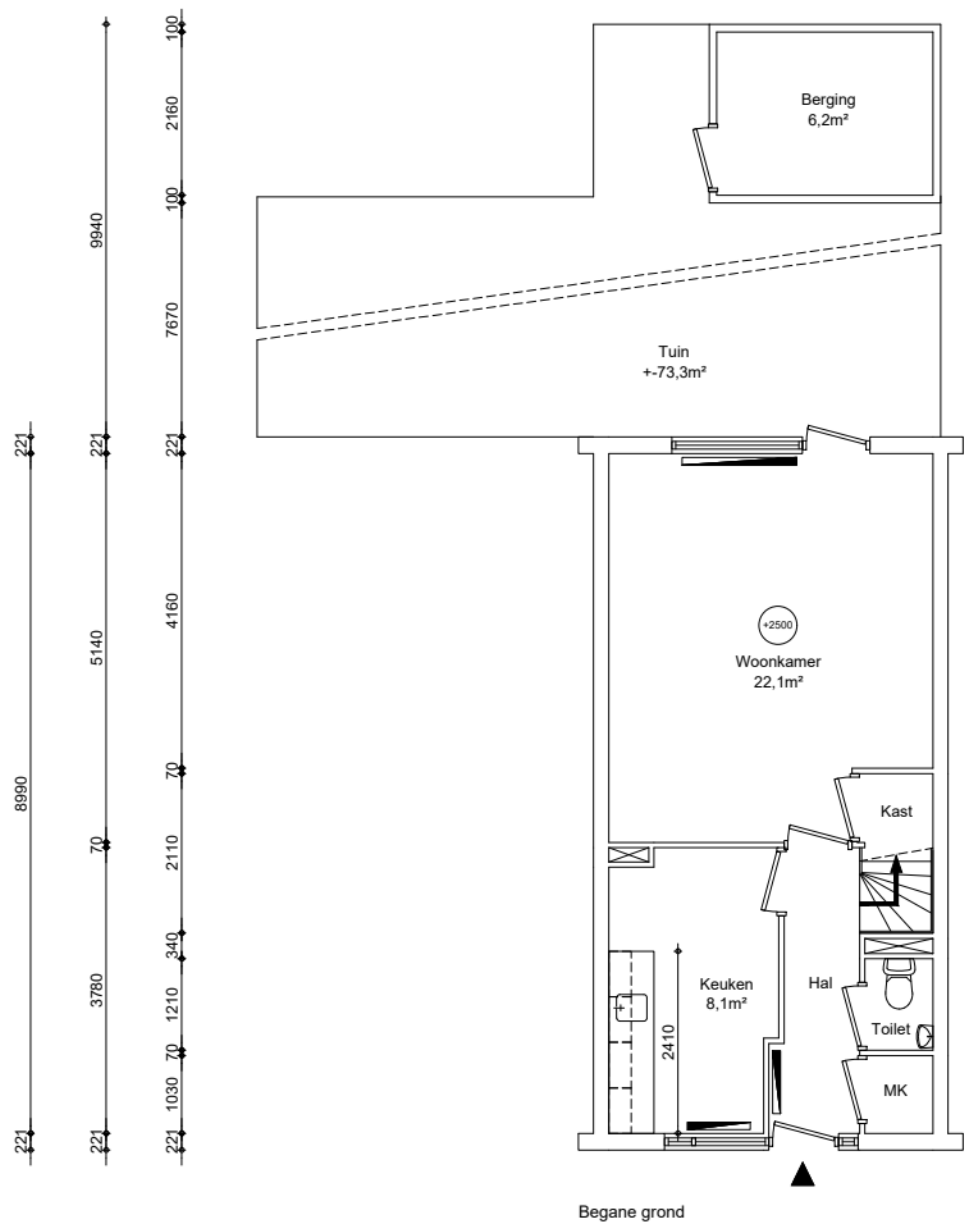 100
2160
100
9940
7670
221
221
221
4160
5140
8990
70
70
2110
340
3780
1210
70
1030
221
221
221
Berging
6,2m²
Tuin
+-73,3m²
+2500
Woonkamer
22,1m²
Kast
Keuken
8,1m²
Hal
2410
Toilet
MK
Begane grond